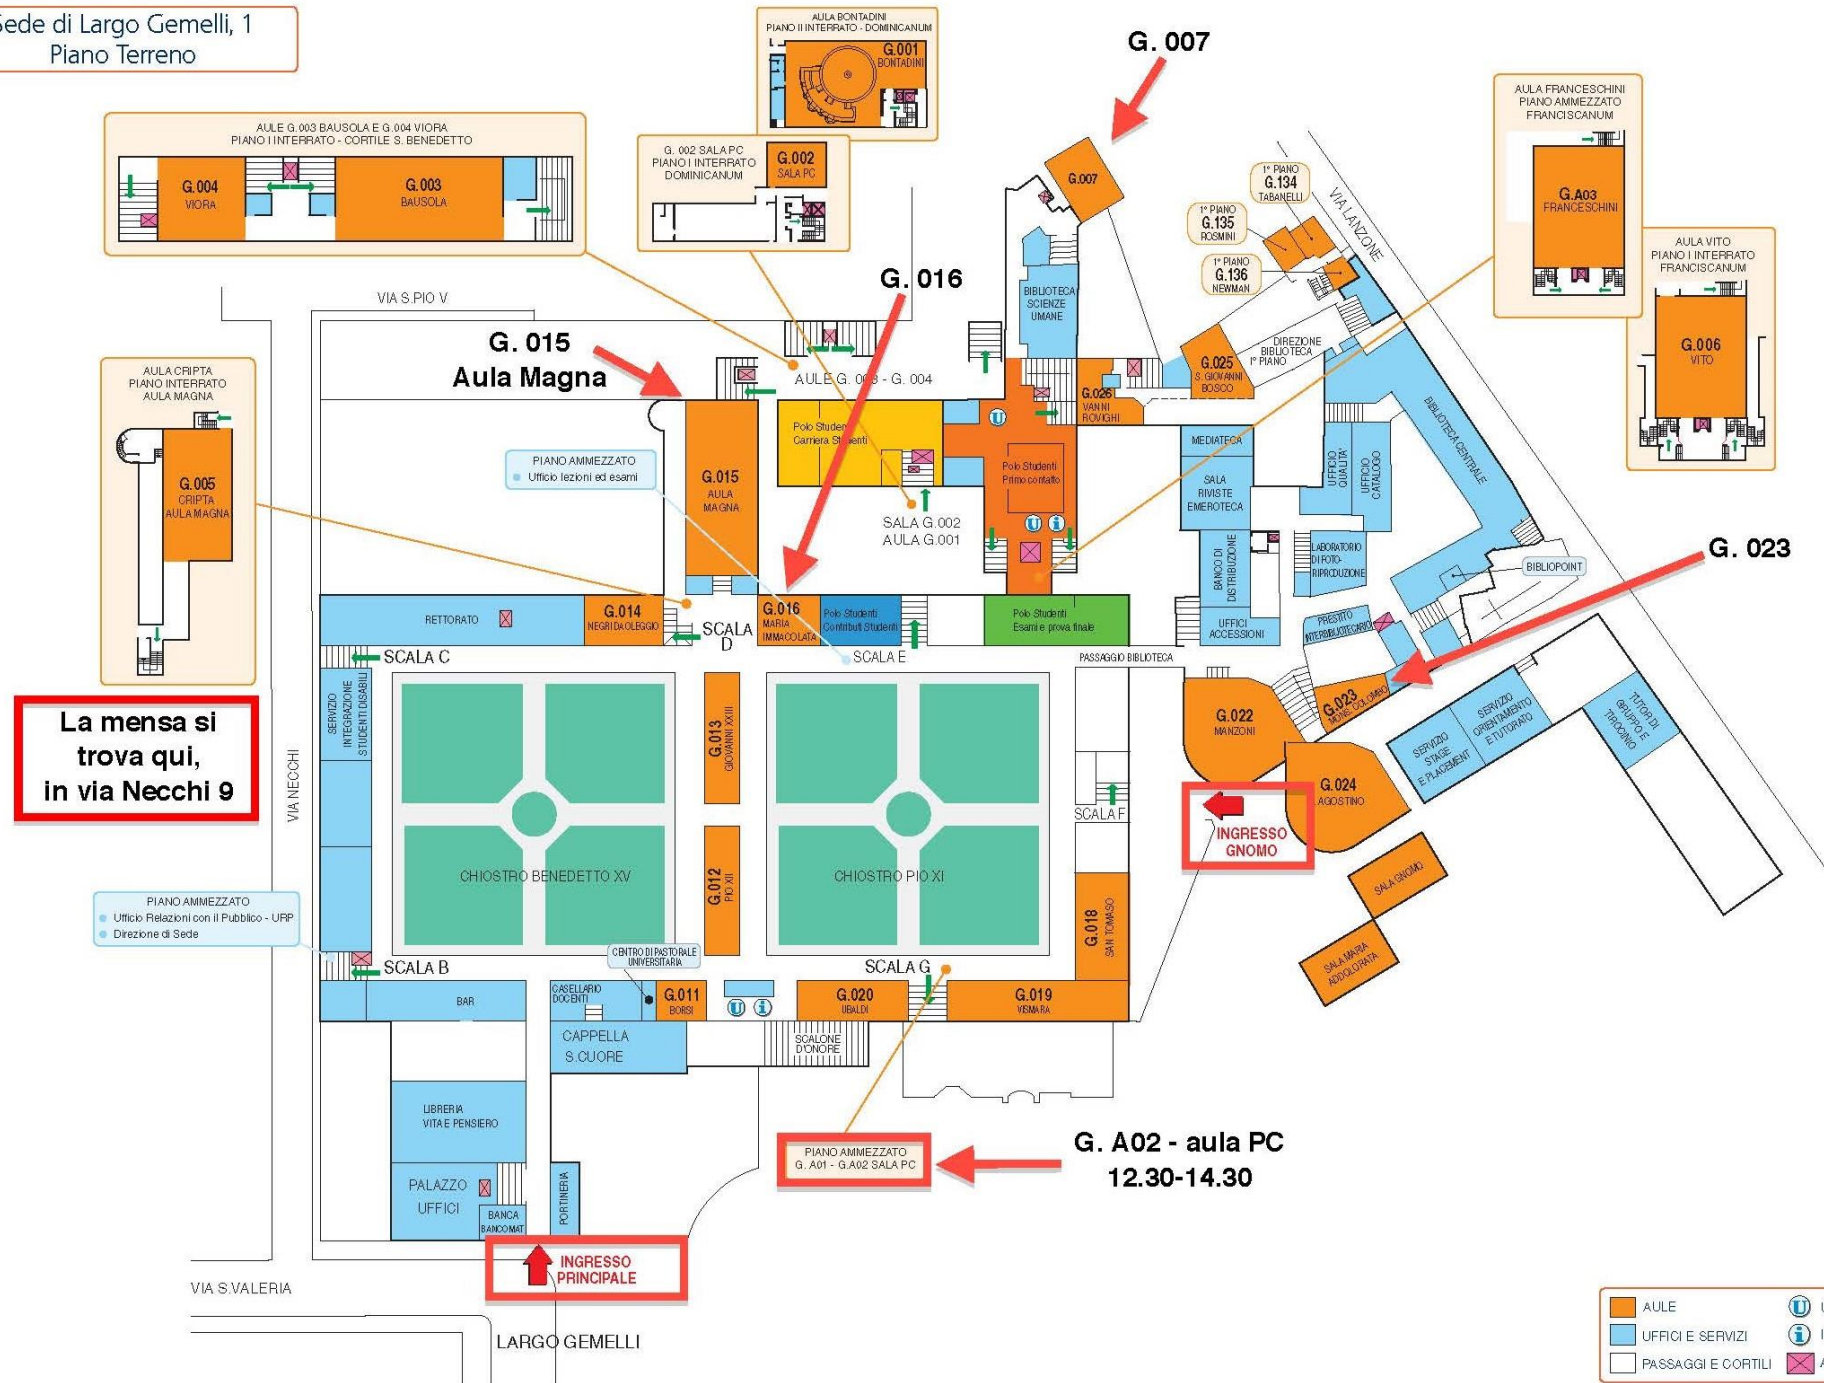 Sede di Largo Gemelli, 1
Piano Terreno
AULA BONTADINI
PIANO II INTERRATO - DOMINICANUM
G.001
BONTADINI
G. 007
AULE G.003 BAUSOLA E G.004 VIORA
PIANO I INTERRATO - CORTILE S. BENEDETTO
G.004
VIORA
G.003
BAUSOLA
G. 002 SALA PC
PIANO I INTERRATO
DOMINICANUM
G.002
SALA PC
G.007
AULA FRANCESCHINI
PIANO AMMEZZATO
FRANCISCANUM
G.A03
FRANCESCHINI
1° PIANO
G.134
TABANELLI
1° PIANO
G.135
ROSMINI
1° PIANO
G.136
NEWMAN
VIA LANZONE
AULA VITO
PIANO I INTERRATO
FRANCISCANUM
G.006
VITO
VIA S.PIO V
G. 016
G. 015
Aula Magna
BIBLIOTECA
SCIENZE
UMANE
DIREZIONE
BIBLIOTECA
1° PIANO
G.025
S. GIOVANNI
BOSCO
G.026
VANNI
ROVIGHI
AULE G. 003 - G. 004
AULA CRIPTA
PIANO INTERRATO
AULA MAGNA
G.005
CRIPTA
AULA MAGNA
PIANO AMMEZZATO
Ufficio lezioni ed esami
G.015
AULA
MAGNA
Polo Studenti
Carriera Studenti
U
Polo Studenti
Primo contatto
U i
SALA G.002
AULA G.001
MEDIATECA
SALA
RIVISTE
EMEROTECA
UFFICIO
QUALITA'
UFFICIO
CATALOGO
BIBLIOTECA CENTRALE
BANCO DI
DISTRIBUZIONE
LABORATORIO
DI FOTO-
RIPRODUZIONE
BIBLIOPOINT
G. 023
RETTORATO
G.014
NEGRI DA OLEGGIO
SCALA
D
G.016
MARIA
IMMACOLATA
Polo Studenti
Contributi Studenti
Polo Studenti
Esami e prova finale
UFFICI
ACCESSIONI
PRESTITO
INTERBIBLIOTECARIO
SCALA C
SCALA E
PASSAGGIO BIBLIOTECA
La mensa si
trova qui,
in via Necchi 9
VIA NECCHI
SERVIZIO
INTEGRAZIONE
STUDENTI DISABILI
G.013
GIOVANNI XXIII
G.022
MANZONI
G.023
MONS. COLOMBO
SERVIZIO
STAGE
E PLACEMENT
SERVIZIO
ORIENTAMENTO
E TUTORATO
TUTOR DI
GRUPPO E
TIROCINIO
G.024
AGOSTINO
SCALA F
INGRESSO
GNOMO
CHIOSTRO BENEDETTO XV
G.012
PIO XII
CHIOSTRO PIO XI
G.018
SAN TOMASO
SALA GNOMO
SALA MARIA
ADDOLORATA
PIANO AMMEZZATO
Ufficio Relazioni con il Pubblico - URP
Direzione di Sede
SCALA B
CENTRO DI PASTORALE
UNIVERSITARIA
SCALA G
BAR
CASELLARIO
DOCENTI
G.011
BORSI
U i
G.020
UBALDI
G.019
VISMARA
CAPPELLA
S.CUORE
SCALONE
D'ONORE
LIBRERIA
VITA E PENSIERO
PIANO AMMEZZATO
G. A01 - G.A02 SALA PC
G. A02 - aula PC
12.30-14.30
PALAZZO
UFFICI
BANCA
BANCOMAT
PORTINERIA
INGRESSO
PRINCIPALE
VIA S.VALERIA
LARGO GEMELLI
AULE
U
UFFICI E SERVIZI
i
PASSAGGI E CORTILI